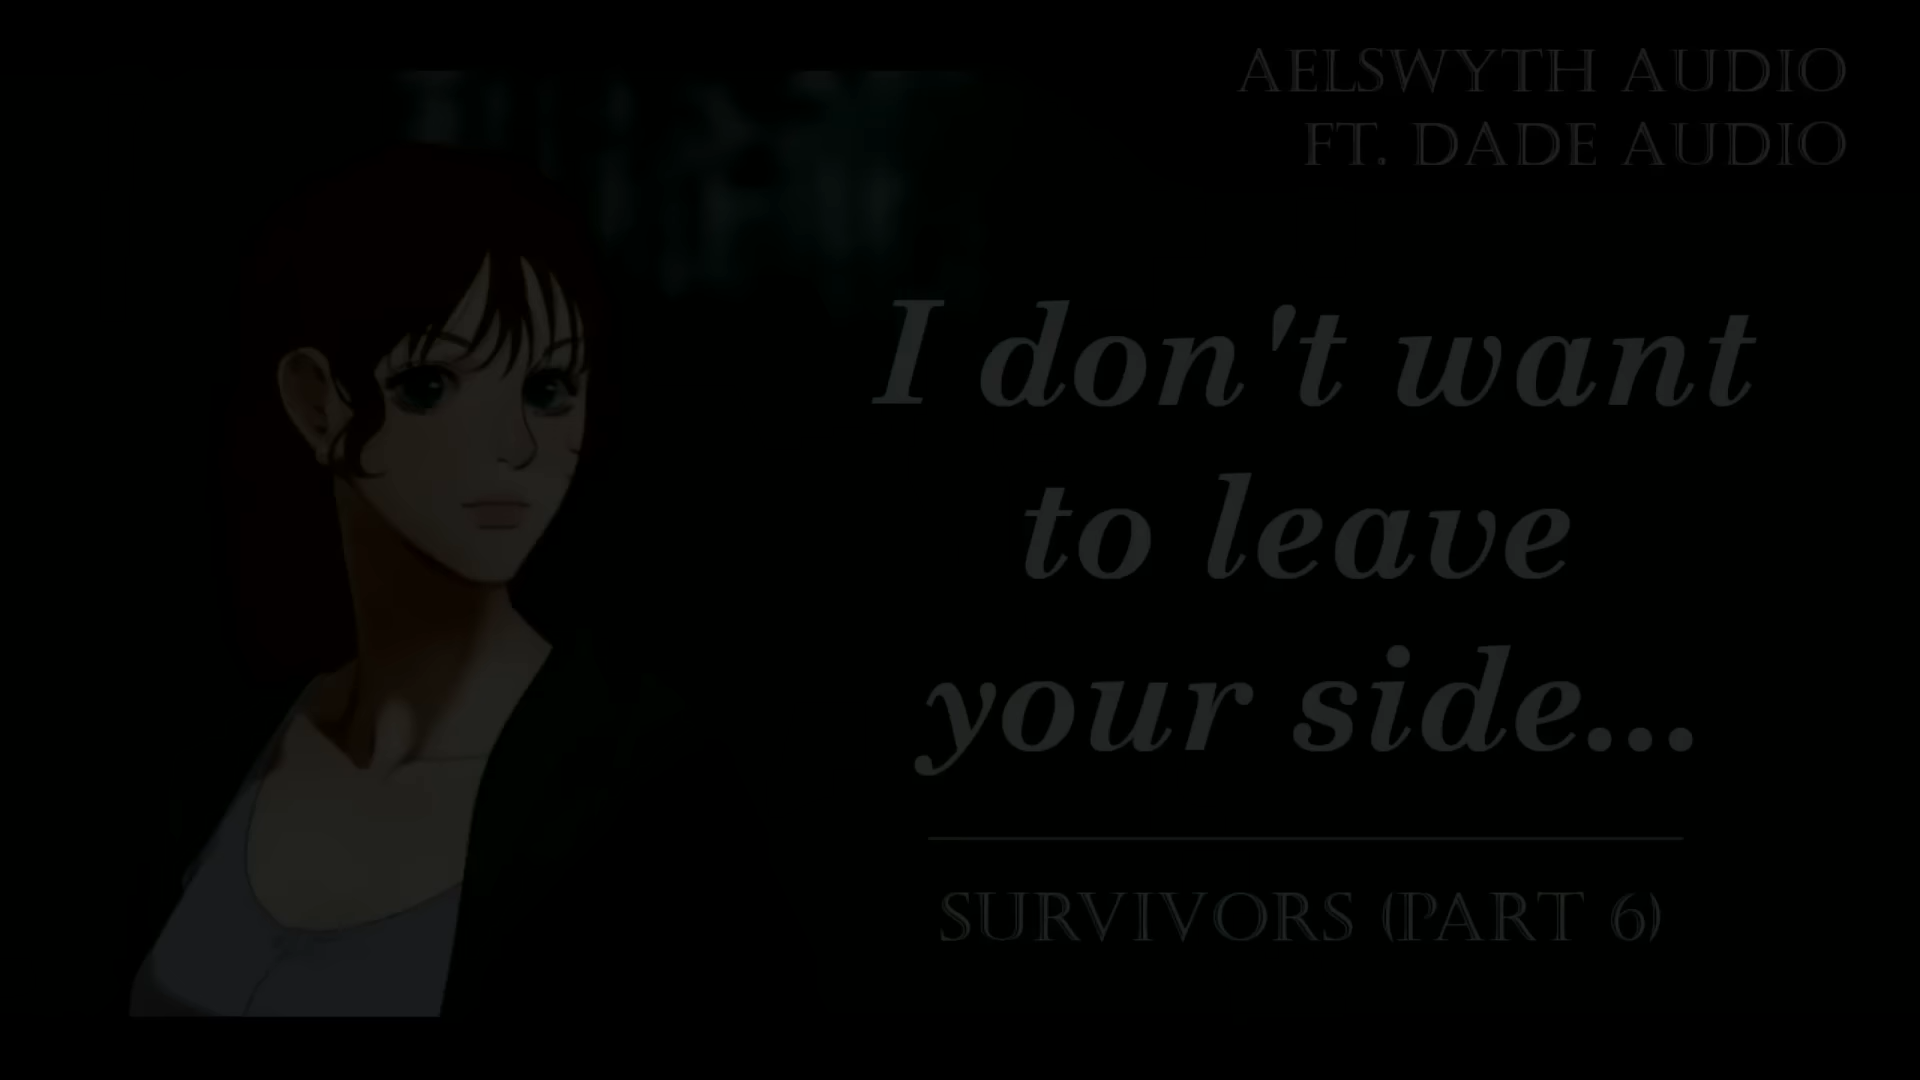 AELSWYTH AUDIO
FT. DADE AUDIO
I don't want
to leave
your side...
SURVIVORS (PART 6)